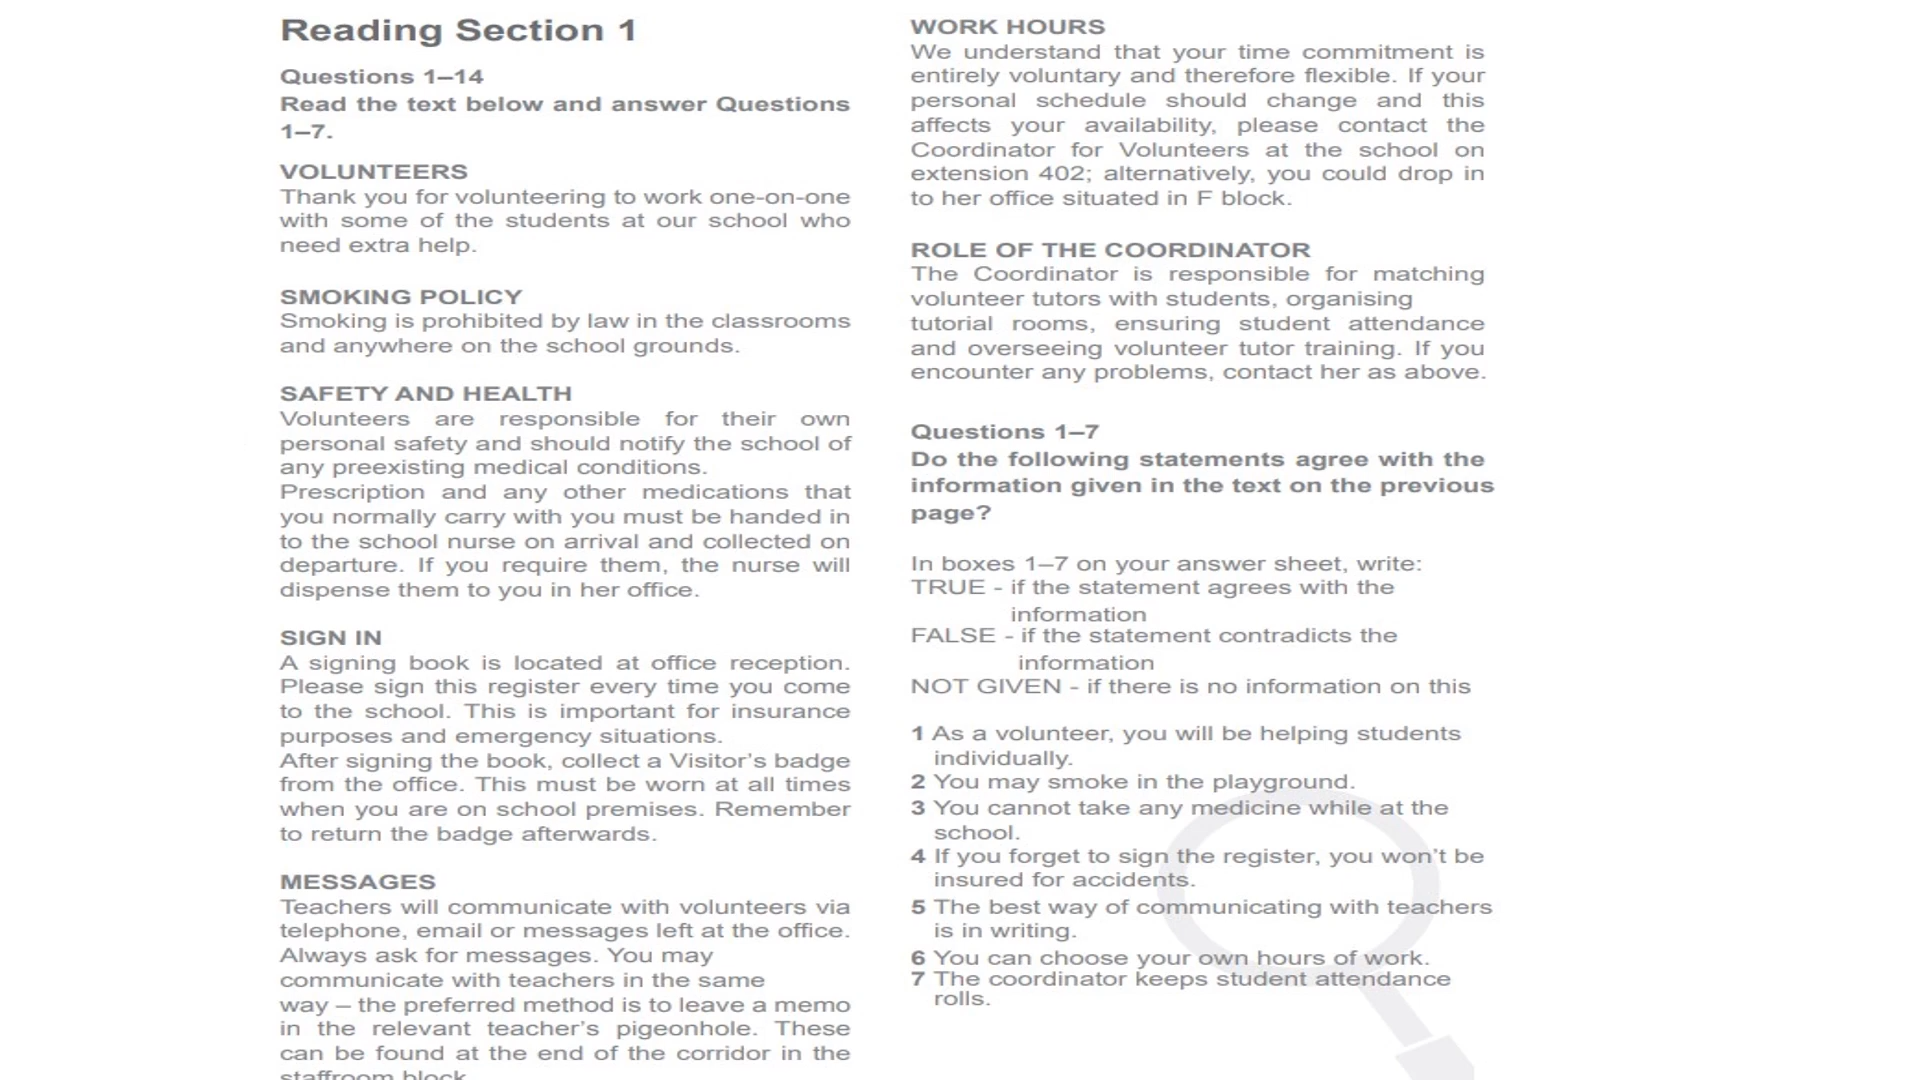 Reading Section 1
Questions 1–14
Read the text below and answer Questions
1–7.
VOLUNTEERS
Thank you for volunteering to work one-on-one
with some of the students at our school who
need extra help.
SMOKING POLICY
Smoking is prohibited by law in the classrooms
and anywhere on the school grounds.
SAFETY AND HEALTH
Volunteers are responsible for their own
personal safety and should notify the school of
any preexisting medical conditions.
Prescription and any other medications that
you normally carry with you must be handed in
to the school nurse on arrival and collected on
departure. If you require them, the nurse will
dispense them to you in her office.
SIGN IN
A signing book is located at office reception.
Please sign this register every time you come
to the school. This is important for insurance
purposes and emergency situations.
After signing the book, collect a Visitor's badge
from the office. This must be worn at all times
when you are on school premises. Remember
to return the badge afterwards.
MESSAGES
Teachers will communicate with volunteers via
telephone, email or messages left at the office.
Always ask for messages. You may
communicate with teachers in the same
way – the preferred method is to leave a memo
in the relevant teacher's pigeonhole. These
can be found at the end of the corridor in the
staffroom block.
WORK HOURS
We understand that your time commitment is
entirely voluntary and therefore flexible. If your
personal schedule should change and this
affects your availability, please contact the
Coordinator for Volunteers at the school on
extension 402; alternatively, you could drop in
to her office situated in F block.
ROLE OF THE COORDINATOR
The Coordinator is responsible for matching
volunteer tutors with students, organising
tutorial rooms, ensuring student attendance
and overseeing volunteer tutor training. If you
encounter any problems, contact her as above.
Questions 1–7
Do the following statements agree with the
information given in the text on the previous
page?
In boxes 1–7 on your answer sheet, write:
TRUE - if the statement agrees with the
information
FALSE - if the statement contradicts the
information
NOT GIVEN - if there is no information on this
1 As a volunteer, you will be helping students
individually.
2 You may smoke in the playground.
3 You cannot take any medicine while at the
school.
4 If you forget to sign the register, you won't be
insured for accidents.
5 The best way of communicating with teachers
is in writing.
6 You can choose your own hours of work.
7 The coordinator keeps student attendance
rolls.